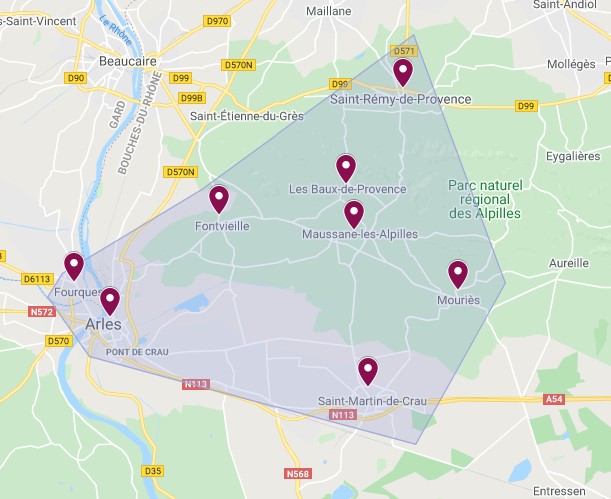 s-Saint-Vincent
D970
Maillane
Saint-Andiol
Le Rhône
D571
Beaucaire
D570N
Mollégès
D90
D99
D99
D99B
Saint-Rémy-de-Provence
D99
GARD
BOUCHES-DU-RHÔNE
Saint-Étienne-du-Grès
Eygalières
D570N
Les Baux-de-Provence
Parc naturel
régional
des Alpilles
Fontvieille
Maussane-les-Alpilles
Aureille
D6113
Fourques
Mouriès
N572
Arles
D570
PONT DE CRAU
N113
Saint-Martin-de-Crau
A54
N113
D35
N568
Entressen